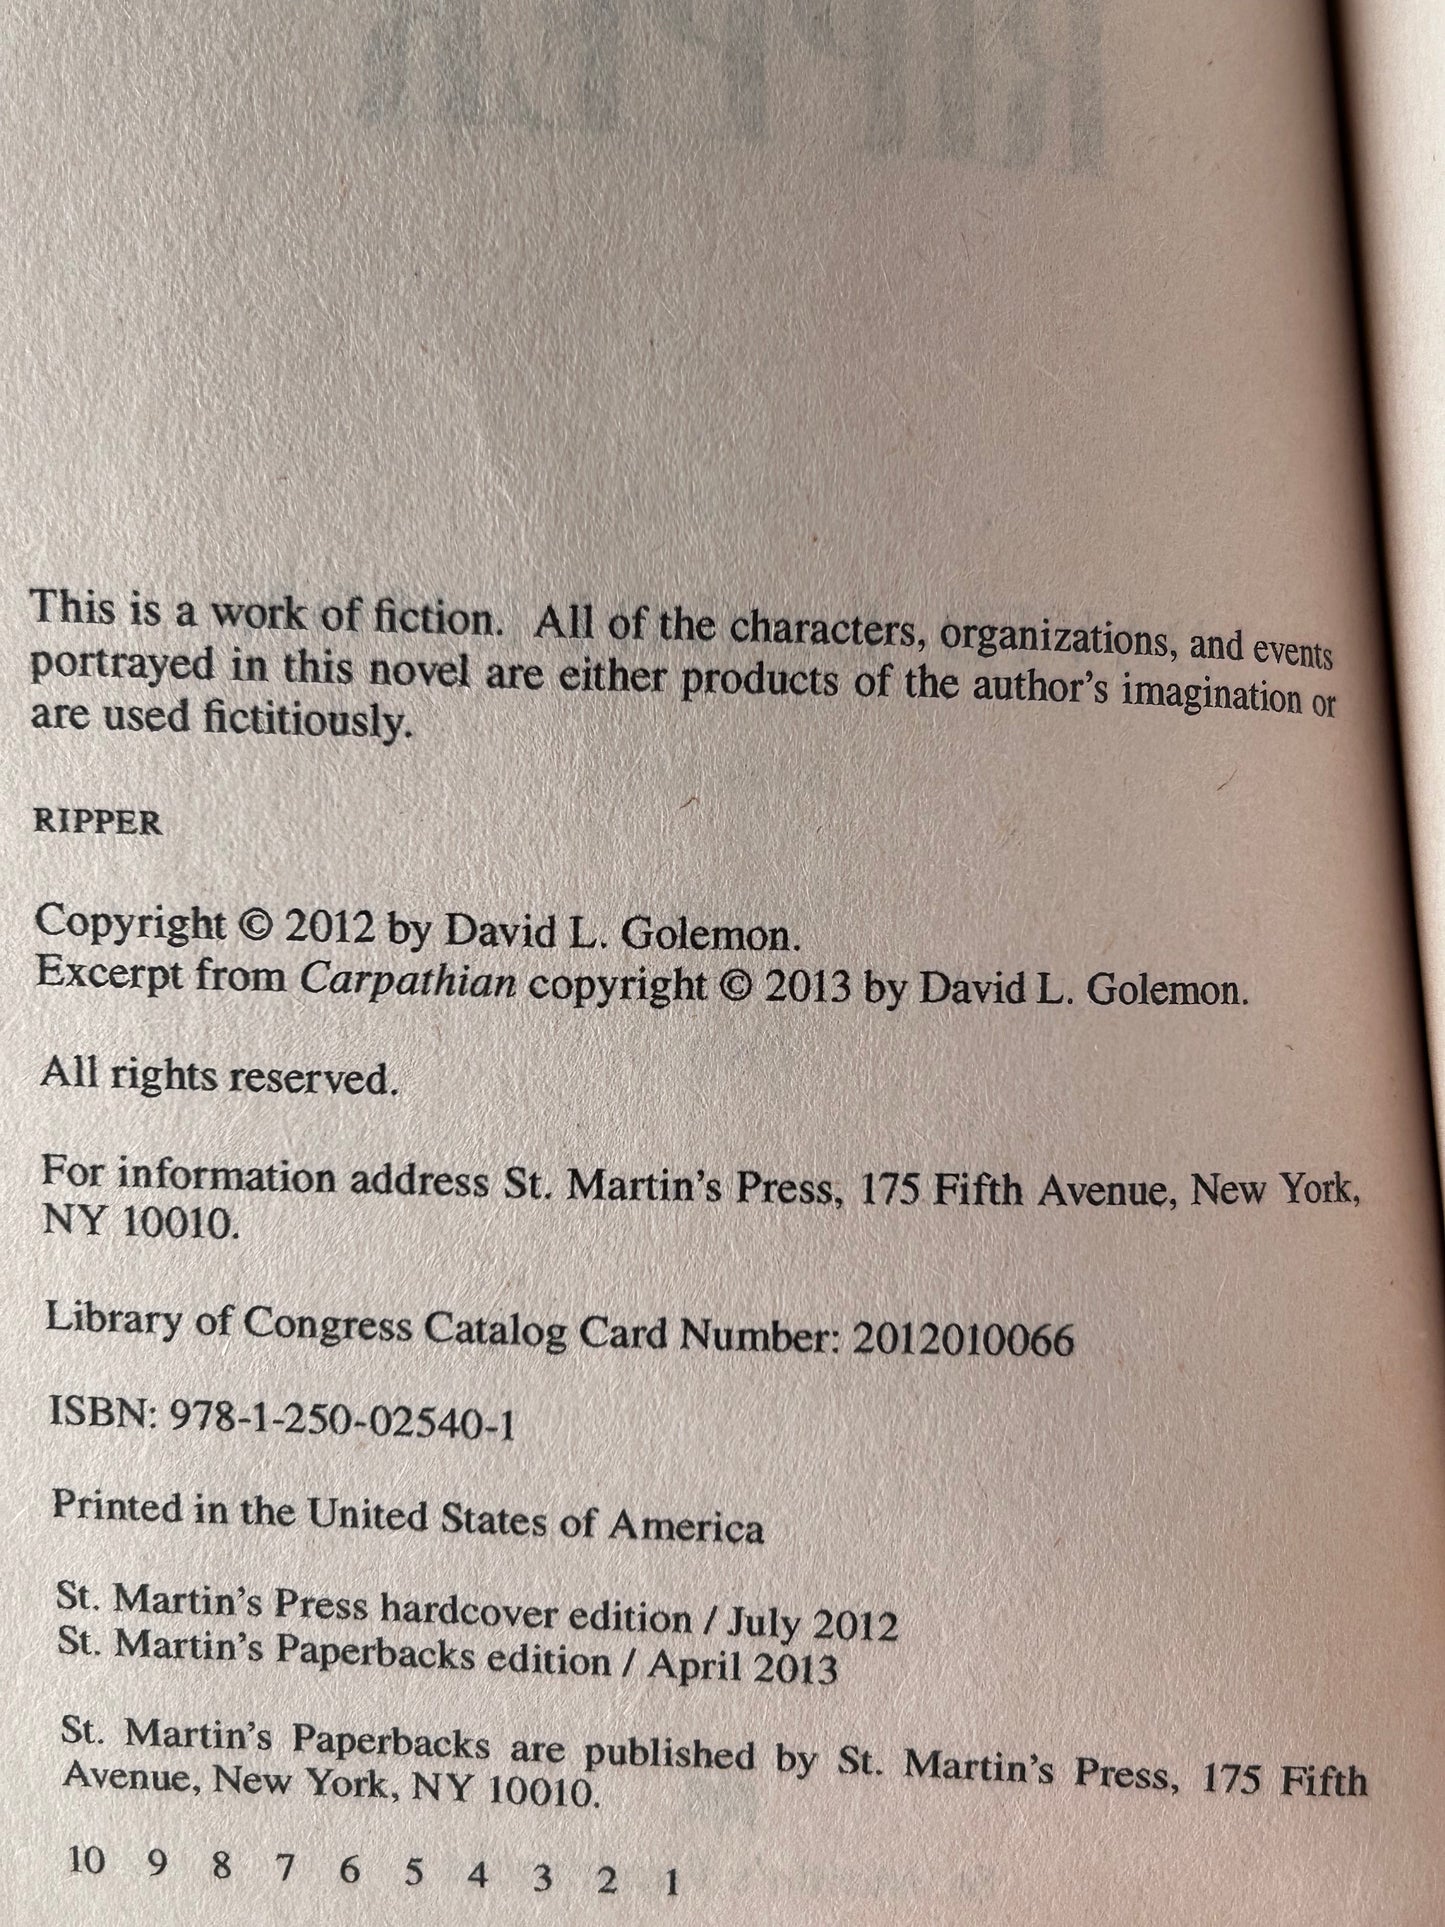 This is a work of fiction. All of the characters, organizations, and events
portrayed in this novel are either products of the author's imagination or
are used fictitiously.
RIPPER
Copyright © 2012 by David L. Golemon.
Excerpt from Carpathian copyright © 2013 by David L. Golemon.
All rights reserved.
For information address St. Martin's Press, 175 Fifth Avenue, New York,
NY 10010.
Library of Congress Catalog Card Number: 2012010066
ISBN: 978-1-250-02540-1
Printed in the United States of America
St. Martin's Press hardcover edition / July 2012
St. Martin's Paperbacks edition / April 2013
St. Martin's Paperbacks are published by St. Martin's Press, 175 Fifth
Avenue, New York, NY 10010.
10 9 8 7 6 5 4 3 2 1